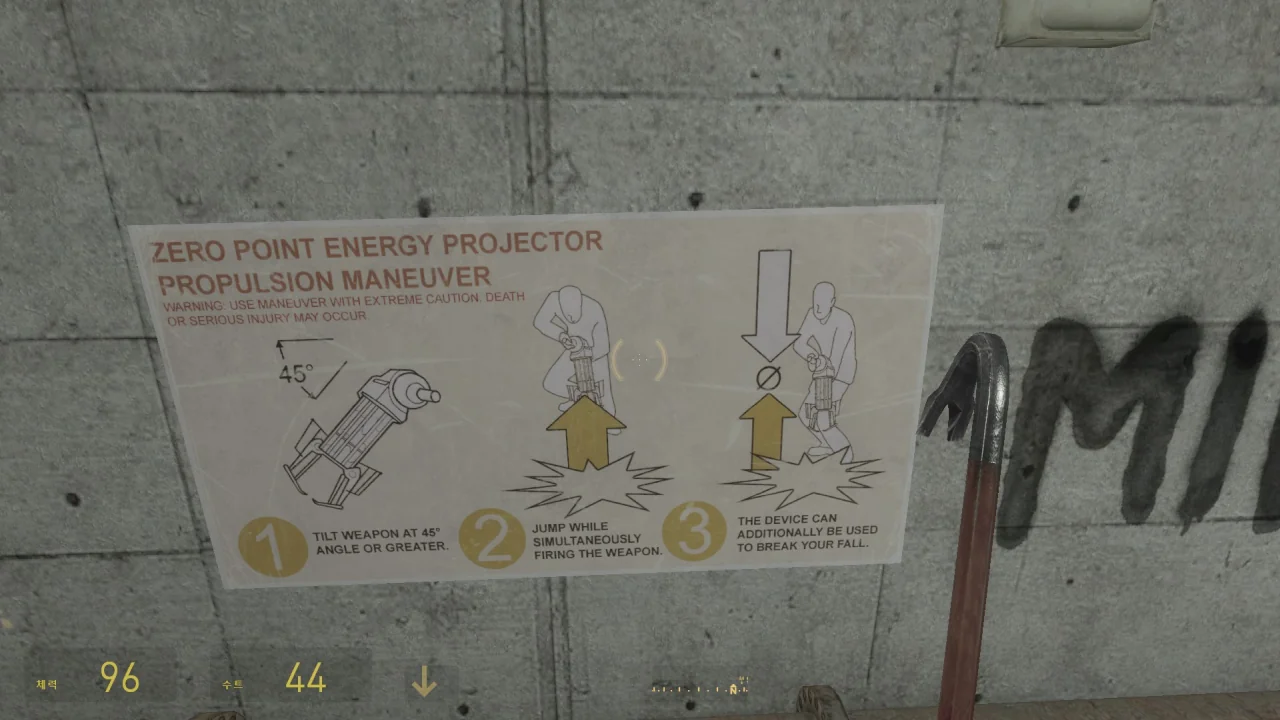 ZERO POINT ENERGY PROJECTOR
PROPULSION MANEUVER
WARNING: USE MANEUVER WITH EXTREME CAUTION. DEATH
OR SERIOUS INJURY MAY OCCUR.
45°
1
TILT WEAPON AT 45°
ANGLE OR GREATER.
2
JUMP WHILE
SIMULTANEOUSLY
FIRING THE WEAPON.
3
THE DEVICE CAN
ADDITIONALLY BE USED
TO BREAK YOUR FALL.
체력 96
수트 44